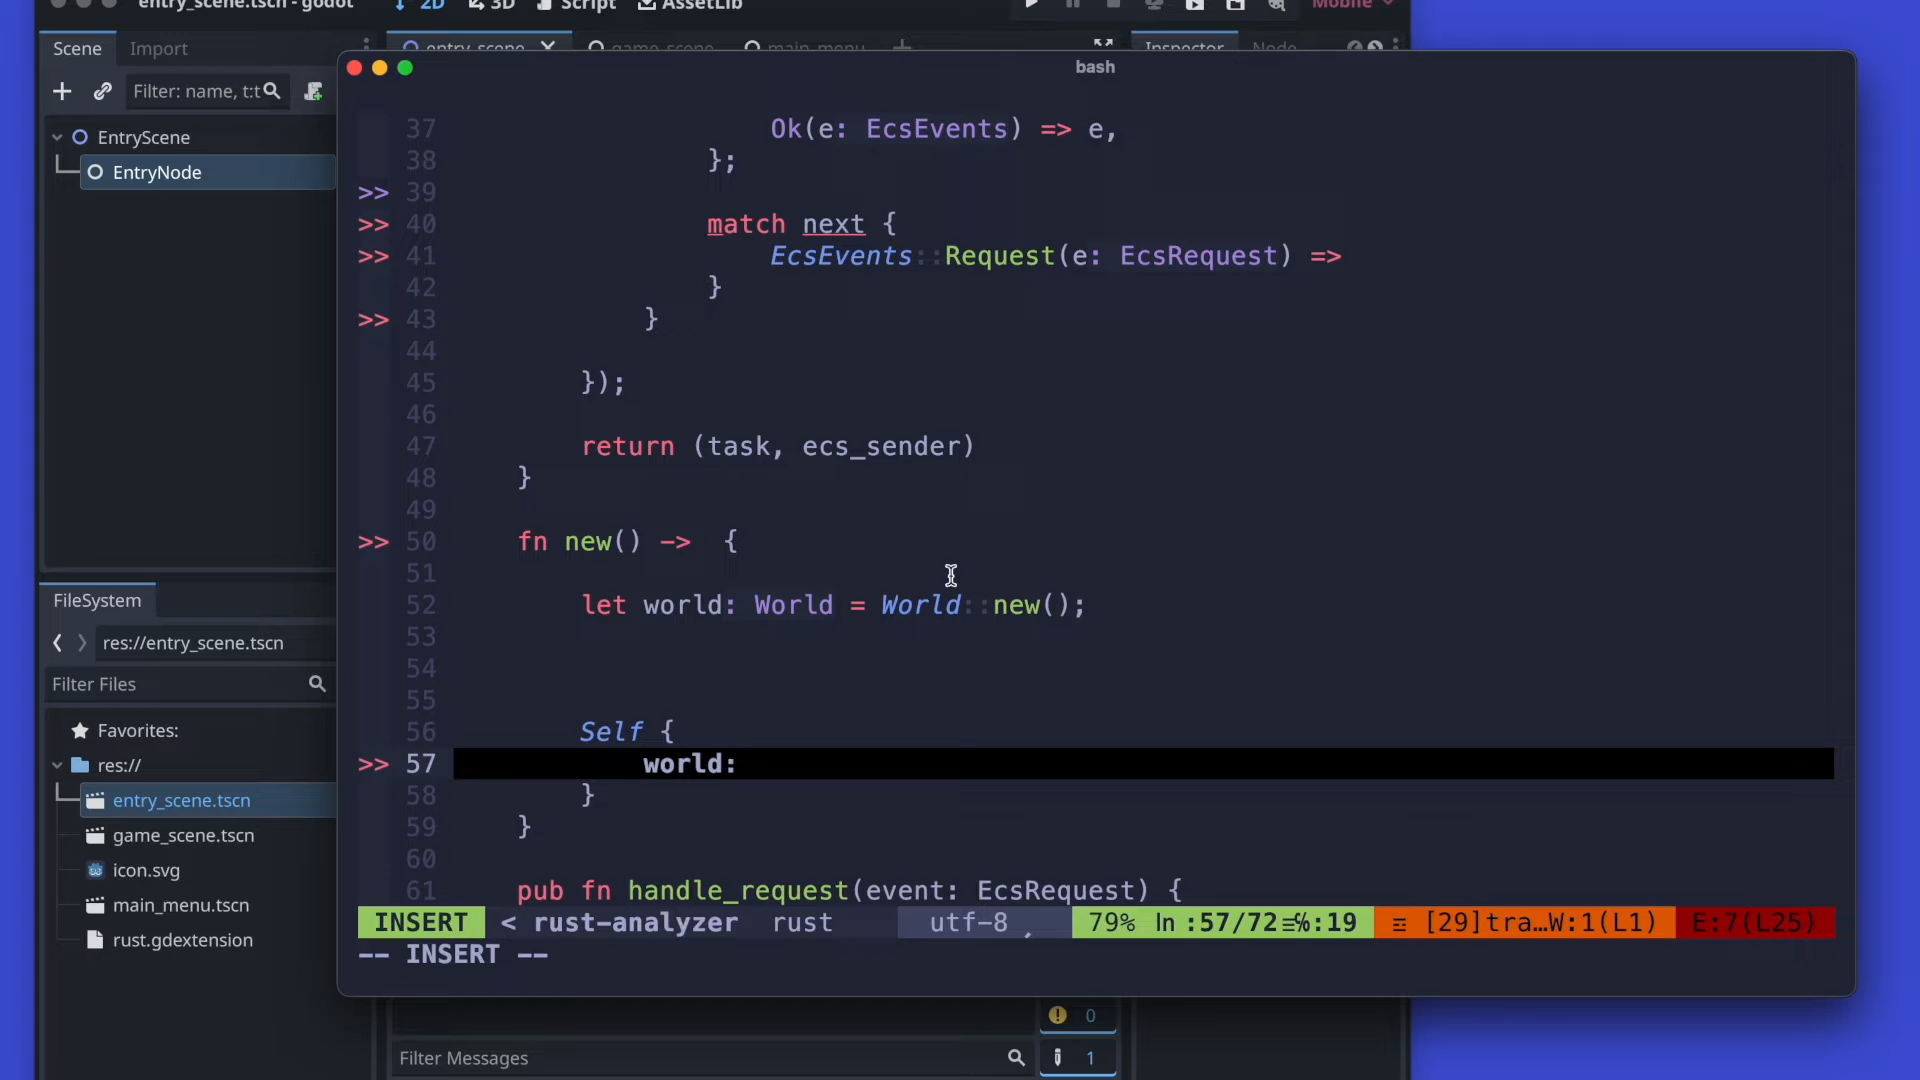 entry_scene.tscn - godot
2D
3D
Script
AssetLib
Mobile
Scene
Import
entry_scene
game_scene
main_menu
Inspector
Node
Filter: name, t:t
EntryScene
EntryNode
FileSystem
res://entry_scene.tscn
Filter Files
Favorites:
res://
entry_scene.tscn
game_scene.tscn
icon.svg
main_menu.tscn
rust.gdextension
bash
37 Ok(e: EcsEvents) => e,
38 };
>> 39
>> 40 match next {
>> 41 EcsEvents::Request(e: EcsRequest) =>
42 }
>> 43 }
44
45 });
46
47 return (task, ecs_sender)
48 }
49
>> 50 fn new() -> {
51
52 let world: World = World::new();
53
54
55
56 Self {
>> 57 world:
58 }
59 }
60
61 pub fn handle_request(event: EcsRequest) {
INSERT < rust-analyzer rust utf-8 79% ln :57/72≡℅:19 ☲ [29]tra…W:1(L1) E:7(L25)
-- INSERT --
0
Filter Messages
1